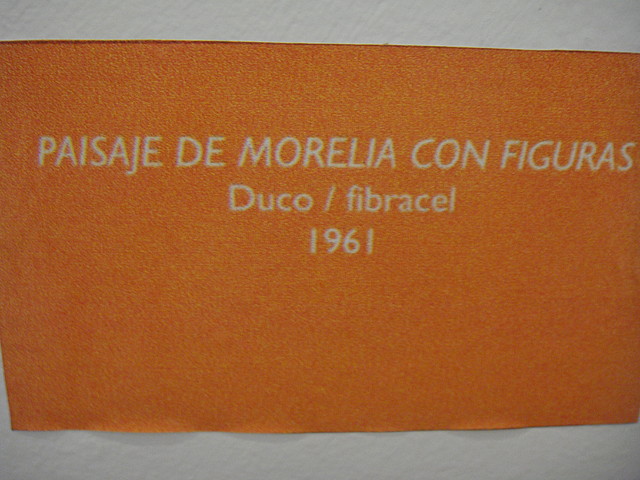 PAISAJE DE MORELIA CON FIGURAS
Duco / fibracel
1961